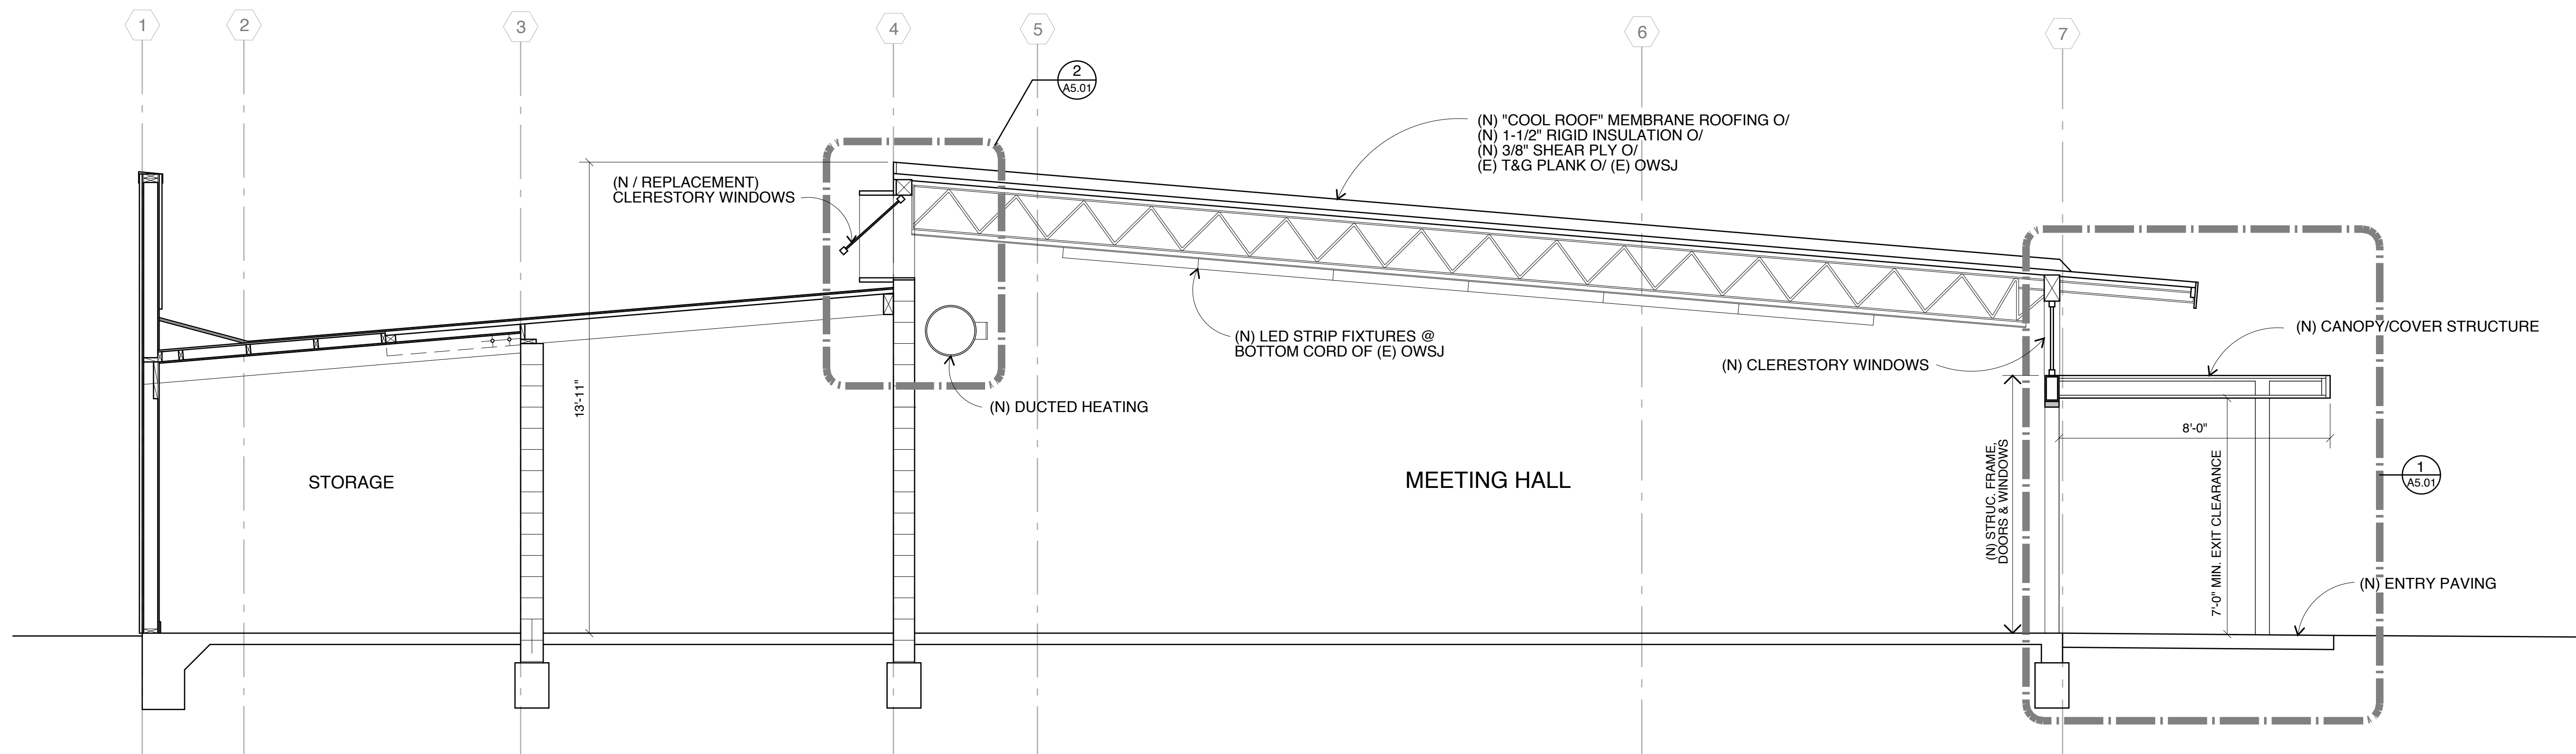 1
2
3
4
5
6
7
2
A5.01
(N) "COOL ROOF" MEMBRANE ROOFING O/
(N) 1-1/2" RIGID INSULATION O/
(N) 3/8" SHEAR PLY O/
(E) T&G PLANK O/ (E) OWSJ
(N / REPLACEMENT)
CLERESTORY WINDOWS
(N) LED STRIP FIXTURES @
BOTTOM CORD OF (E) OWSJ
(N) CANOPY/COVER STRUCTURE
(N) CLERESTORY WINDOWS
13'-11"
(N) DUCTED HEATING
8'-0"
STORAGE
MEETING HALL
(N) STRUC. FRAME,
DOORS & WINDOWS
7'-0" MIN. EXIT CLEARANCE
1
A5.01
(N) ENTRY PAVING